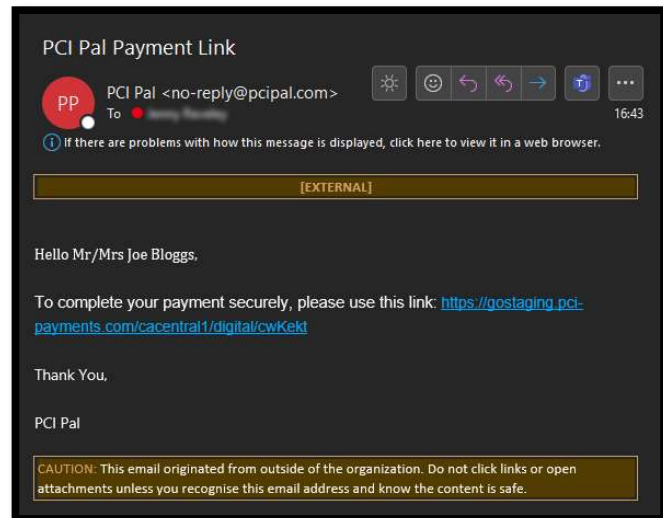 PCI Pal Payment Link
PP
PCI Pal <no-reply@pcipal.com>
To
16:43
If there are problems with how this message is displayed, click here to view it in a web browser.
[EXTERNAL]
Hello Mr/Mrs Joe Bloggs,
To complete your payment securely, please use this link: https://gostaging.pci-
payments.com/cacentral1/digital/cwKekt
Thank You,
PCI Pal
CAUTION: This email originated from outside of the organization. Do not click links or open
attachments unless you recognise this email address and know the content is safe.